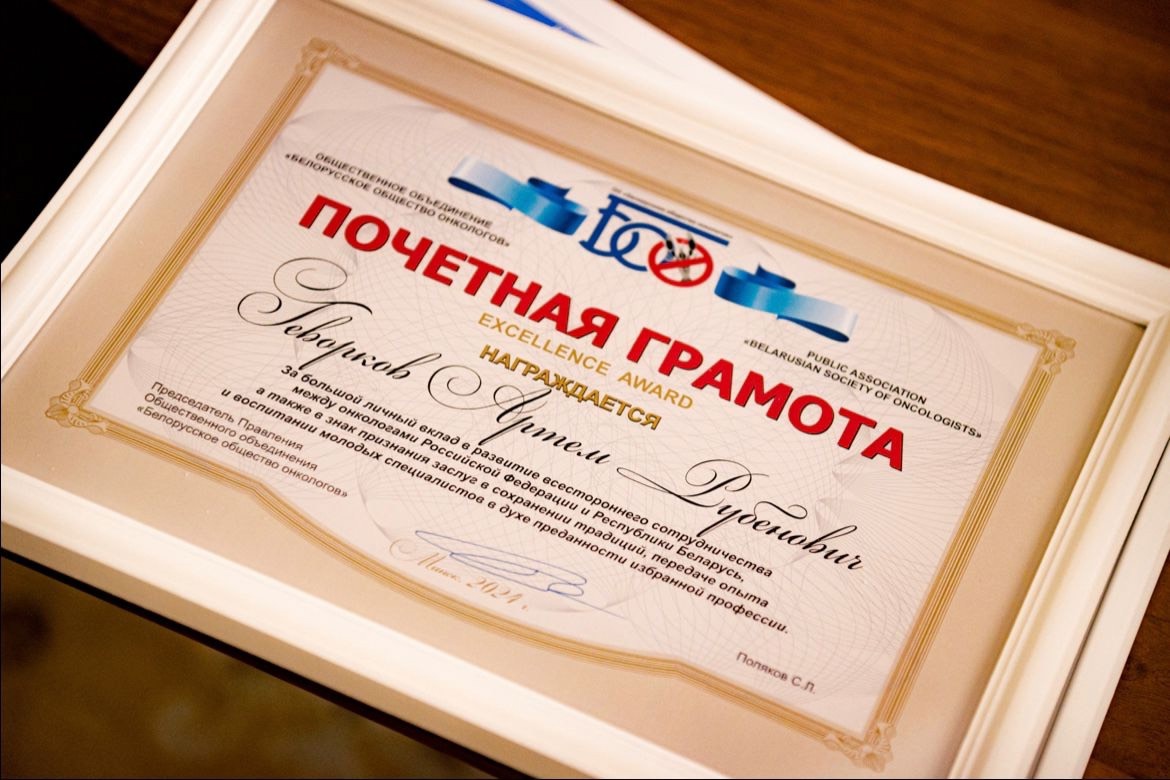 ОБЩЕСТВЕННОЕ ОБЪЕДИНЕНИЕ
«БЕЛОРУССКОЕ ОБЩЕСТВО ОНКОЛОГОВ»
БОО
PUBLIC ASSOCIATION
«BELARUSIAN SOCIETY OF ONCOLOGISTS»
ПОЧЕТНАЯ ГРАМОТА
EXCELLENCE AWARD
НАГРАЖДАЕТСЯ
Геворков Артем Рубенович
За большой личный вклад в развитие всестороннего сотрудничества
между онкологами Российской Федерации и Республики Беларусь,
а также в знак признания заслуг в сохранении традиций, передаче опыта
и воспитании молодых специалистов в духе преданности избранной профессии.
Председатель Правления
Общественного объединения
«Белорусское общество онкологов»
Поляков С.Л.
Минск. 2024 г.